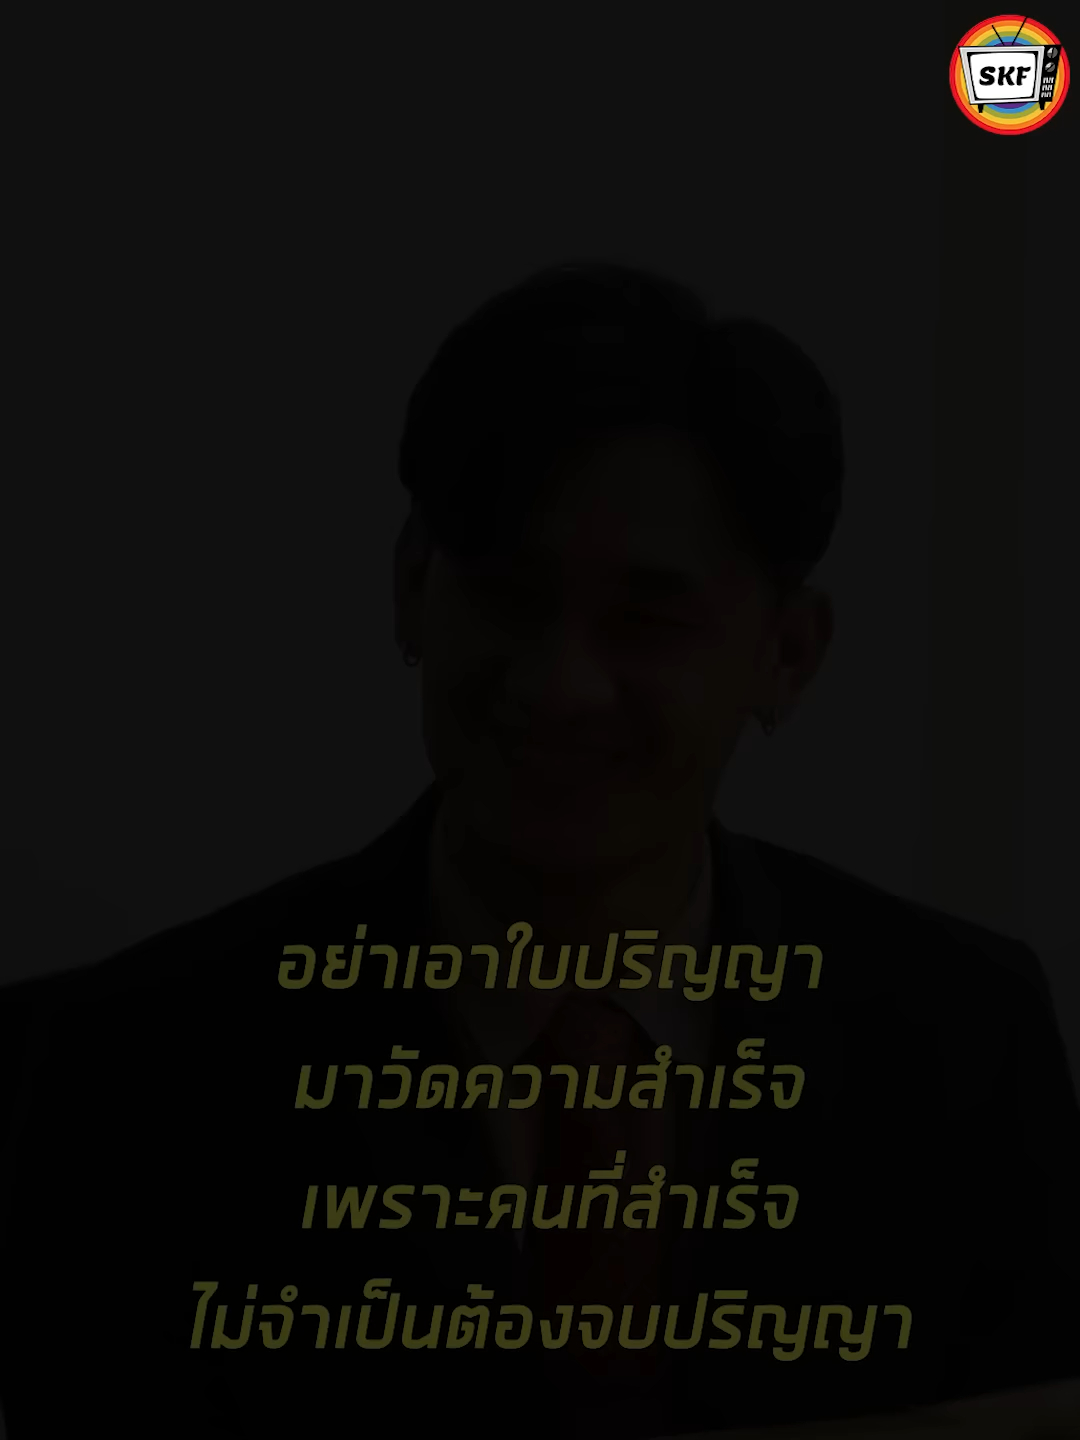 SKF
อย่าเอาใบปริญญา
มาวัดความสำเร็จ
เพราะคนที่สำเร็จ
ไม่จำเป็นต้องจบปริญญา